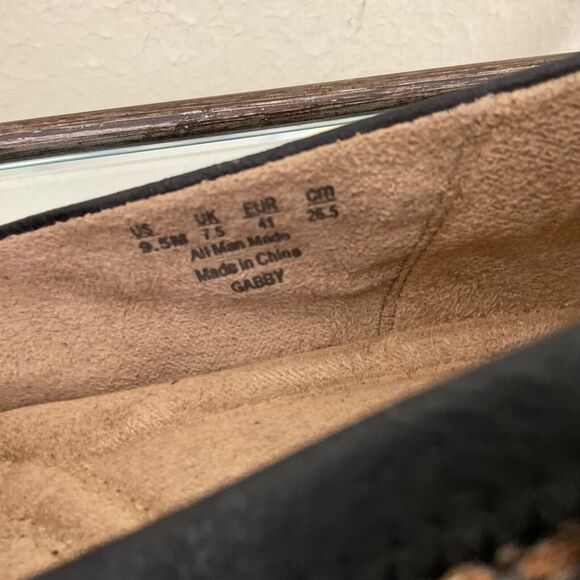 US UK EUR cm
9.5M 7.5 41 26.5
All Man Made
Made in China
GABBY